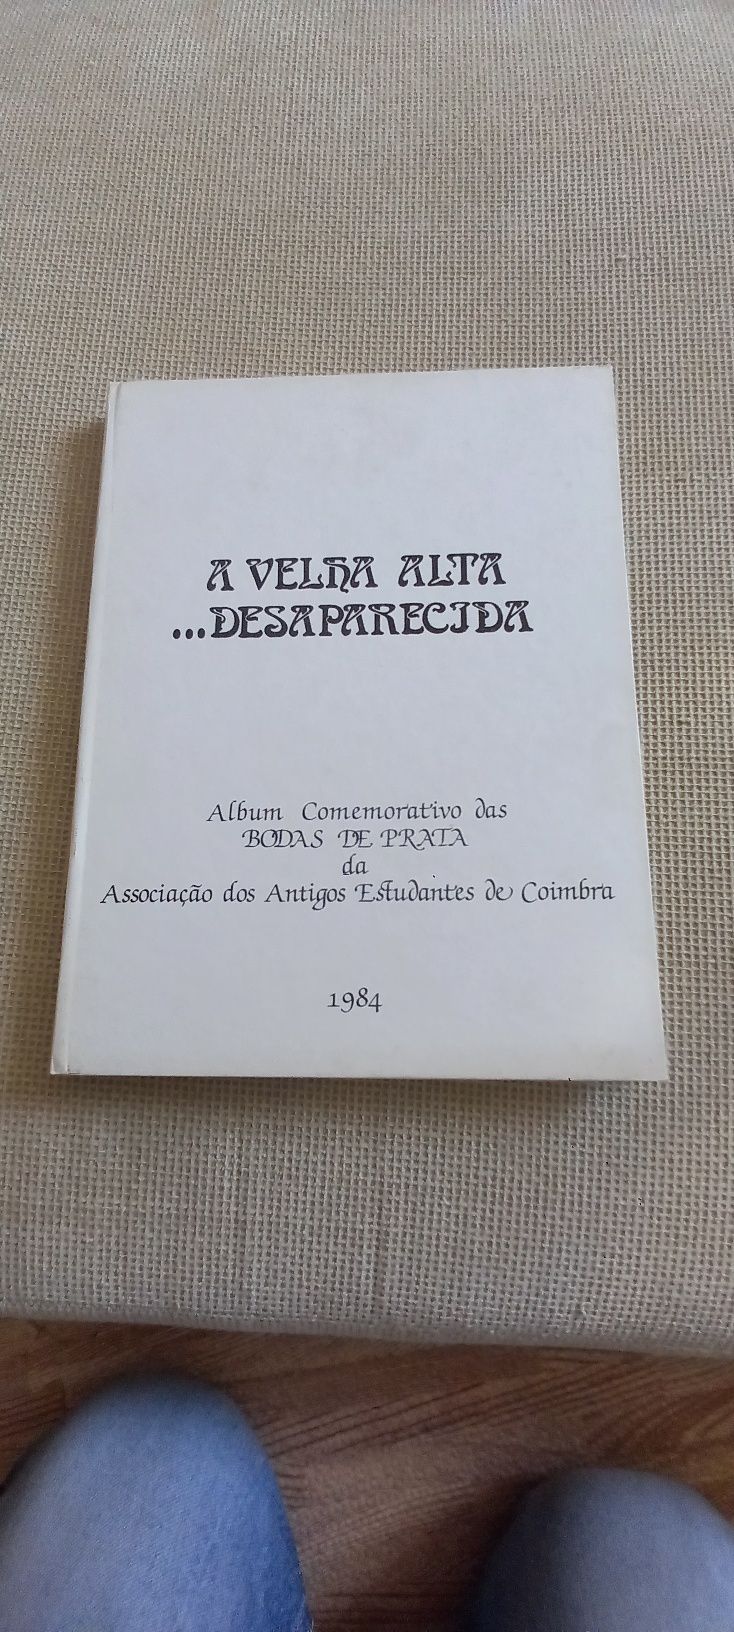 A VELHA ALTA
...DESAPARECIDA
Album Comemorativo das
BODAS DE PRATA
da
Associação dos Antigos Estudantes de Coimbra
1984